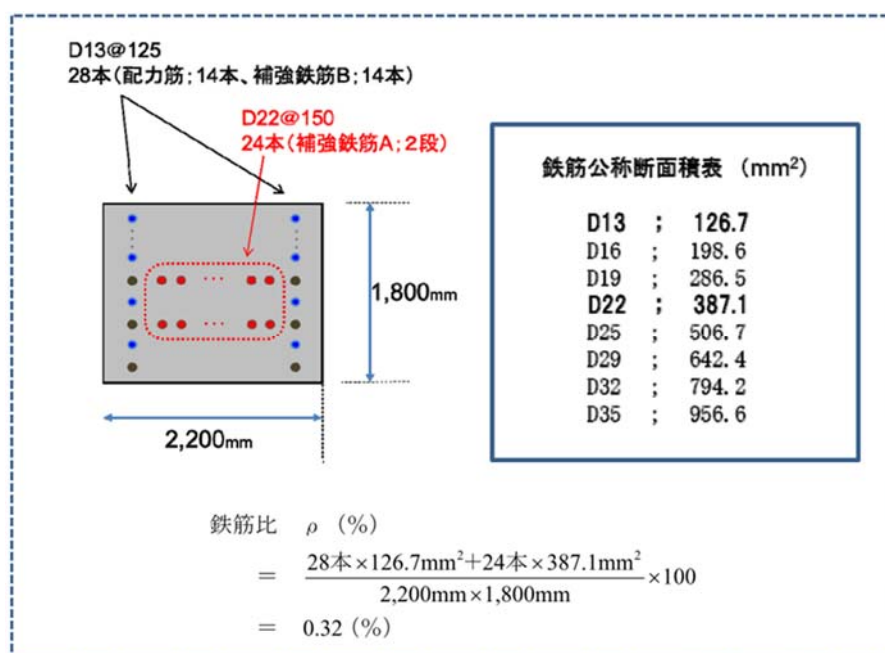 D13@125
28本(配力筋;14本、補強鉄筋B;14本)
D22@150
24本(補強鉄筋A;2段)
1,800mm
2,200mm
鉄筋公称断面積表 (mm²)
D13 ; 126.7
D16 ; 198.6
D19 ; 286.5
D22 ; 387.1
D25 ; 506.7
D29 ; 642.4
D32 ; 794.2
D35 ; 956.6
鉄筋比 ρ (%)
= 28本×126.7mm²+24本×387.1mm² ×100
2,200mm×1,800mm
= 0.32 (%)